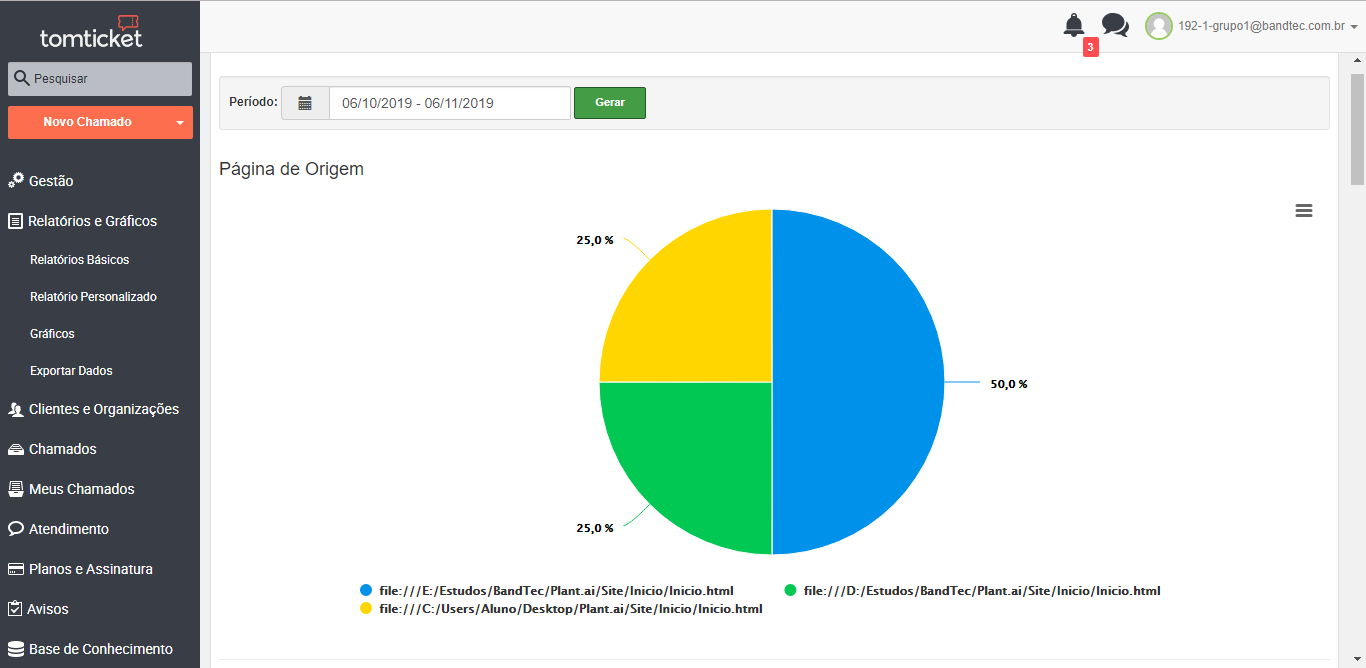 tomticket
Pesquisar
Novo Chamado
Gestão
Relatórios e Gráficos
Relatórios Básicos
Relatório Personalizado
Gráficos
Exportar Dados
Clientes e Organizações
Chamados
Meus Chamados
Atendimento
Planos e Assinatura
Avisos
Base de Conhecimento
3
192-1-grupo1@bandtec.com.br
Período: 06/10/2019 - 06/11/2019 Gerar
Página de Origem
25,0 %
50,0 %
25,0 %
file:///E:/Estudos/BandTec/Plant.ai/Site/Inicio/Inicio.html file:///D:/Estudos/BandTec/Plant.ai/Site/Inicio/Inicio.html
file:///C:/Users/Aluno/Desktop/Plant.ai/Site/Inicio/Inicio.html